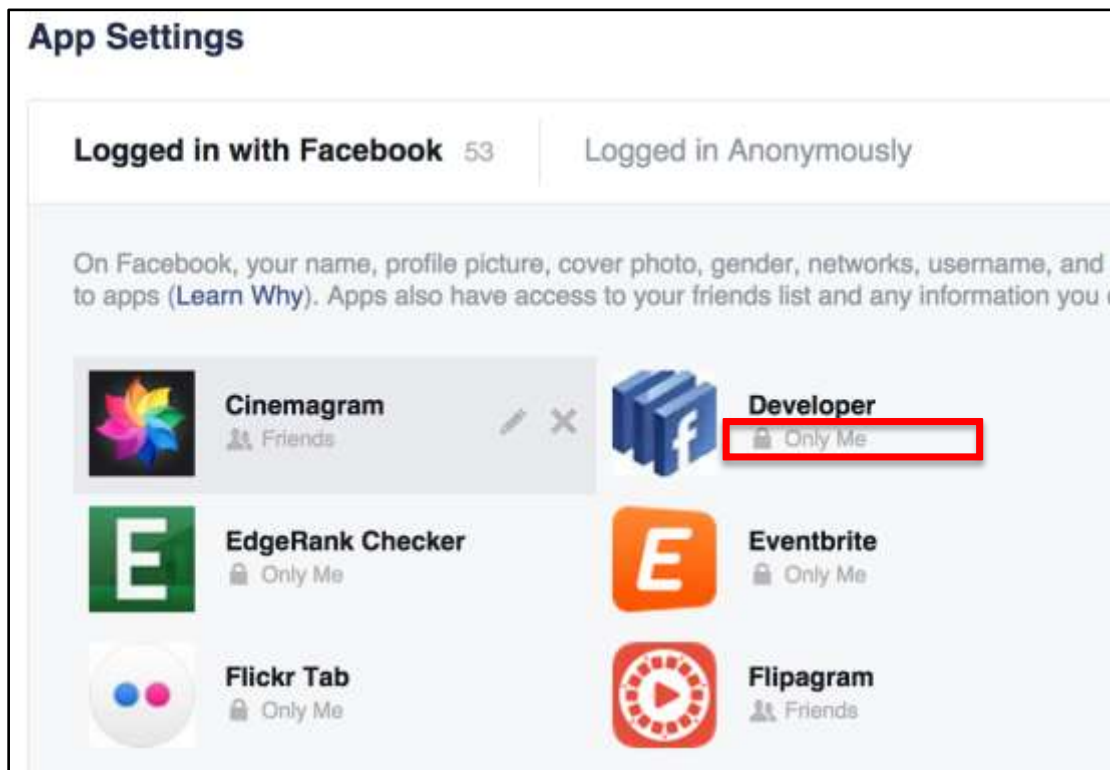 App Settings
Logged in with Facebook 53
Logged in Anonymously
On Facebook, your name, profile picture, cover photo, gender, networks, username, and
to apps (Learn Why). Apps also have access to your friends list and any information you
Cinemagram
Friends
Developer
Only Me
EdgeRank Checker
Only Me
Eventbrite
Only Me
Flickr Tab
Only Me
Flipagram
Friends